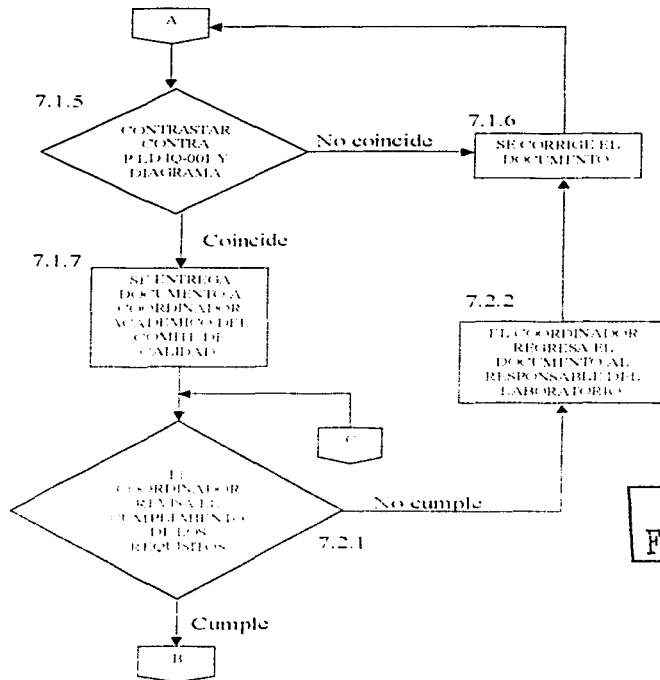 A
7.1.5
CONTRASTAR
CONTRA
P.I.D.IQ-001 Y
DIAGRAMA
No coincide
7.1.6
SE CORRIGE EL
DOCUMENTO
Coincide
7.1.7
SE ENTREGA
DOCUMENTO A
COORDINADOR
ACADEMICO DEL
COMITE DE
CALIDAD
7.2.2
EL COORDINADOR
REGRESA EL
DOCUMENTO AL
RESPONSABLE DEL
LABORATORIO
C
EL
COORDINADOR
REVISA EL
CUMPLIMIENTO
DE LOS
REQUISITOS
No cumple
7.2.1
Cumple
B
F